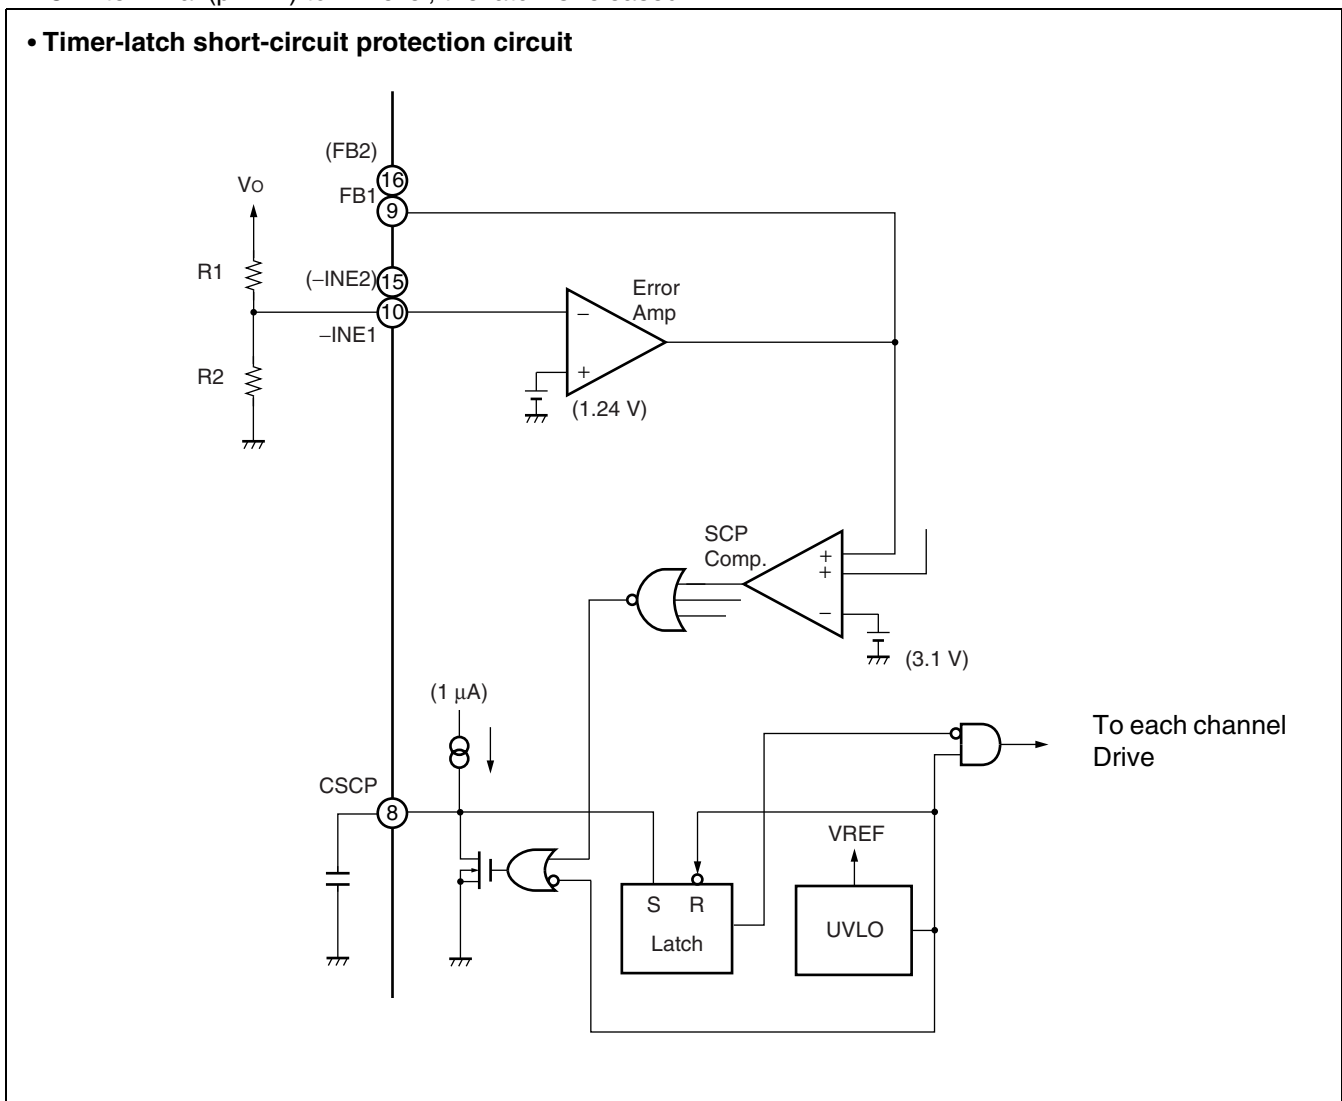 • Timer-latch short-circuit protection circuit
(FB2)
16
VO
FB1
9
R1
(−INE2)
15
10
−INE1
Error
Amp
−
+
R2
(1.24 V)
SCP
Comp.
+
+
−
(3.1 V)
(1 μA)
To each channel
Drive
CSCP
8
VREF
S R
Latch
UVLO